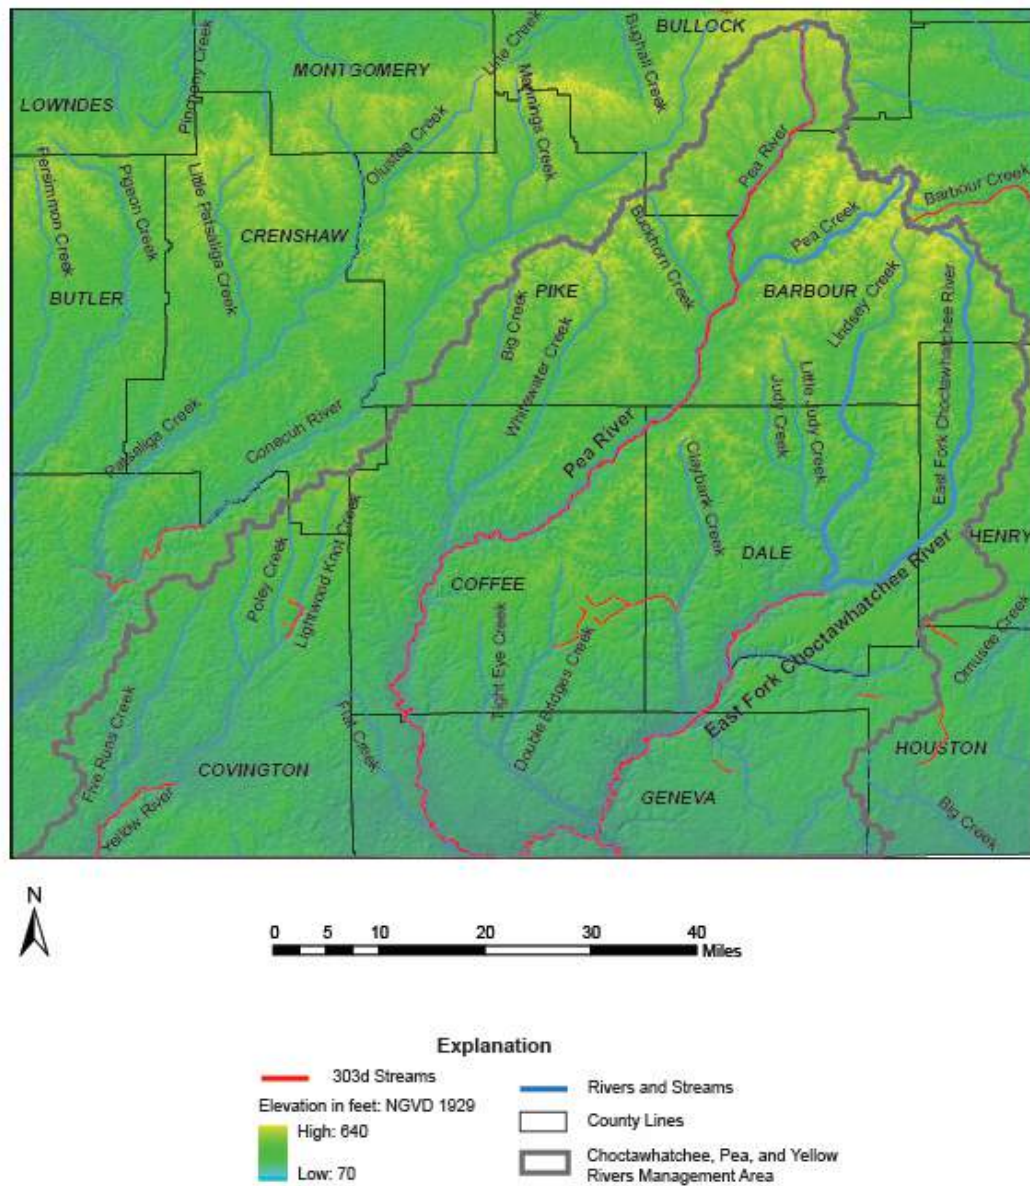 BULLOCK
MONTGOMERY
LOWNDES
Line Creek
Bughall Creek
Mannings Creek
Pinchony Creek
Olustee Creek
Persimmon Creek
Pigeon Creek
Little Patsaliga Creek
CRENSHAW
BUTLER
Pea River
Barbour Creek
Pea Creek
Buckhorn Creek
PIKE
BARBOUR
Lindsey Creek
East Fork Choctawhatchee River
Big Creek
Whitewater Creek
Judy Creek
Little Judy Creek
Patsaliga Creek
Conecuh River
Pea River
Claybank Creek
DALE
HENRY
Poley Creek
Lightwood Knot Creek
COFFEE
Tight Eye Creek
Double Bridges Creek
East Fork Choctawhatchee River
Omusee Creek
Five Runs Creek
Flat Creek
COVINGTON
Yellow River
GENEVA
HOUSTON
Big Creek
N
0 5 10 20 30 40
Miles
Explanation
303d Streams
Elevation in feet: NGVD 1929
High: 640
Low: 70
Rivers and Streams
County Lines
Choctawhatchee, Pea, and Yellow
Rivers Management Area